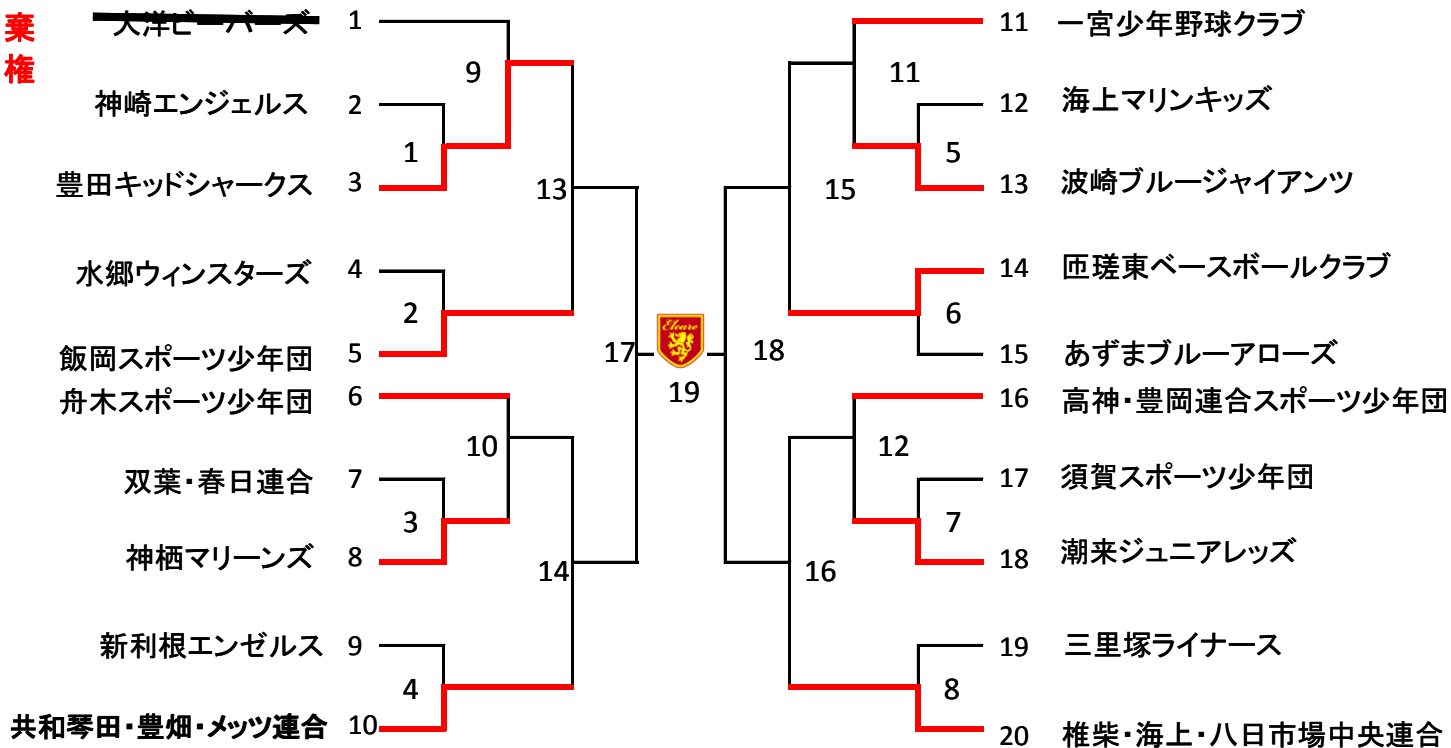 棄権
大洋ビーバーズ 1
神崎エンジェルス 2
豊田キッドシャークス 3
水郷ウィンスターズ 4
飯岡スポーツ少年団 5
舟木スポーツ少年団 6
双葉・春日連合 7
神栖マリーンズ 8
新利根エンゼルス 9
共和琴田・豊畑・メッツ連合 10
9
1
13
2
17
10
3
14
4
Elcare
19
11 一宮少年野球クラブ
12 海上マリンキッズ
13 波崎ブルージャイアンツ
14 匝瑳東ベースボールクラブ
15 あずまブルーアローズ
16 高神・豊岡連合スポーツ少年団
17 須賀スポーツ少年団
18 潮来ジュニアレッズ
19 三里塚ライナース
20 椎柴・海上・八日市場中央連合
11
5
15
6
18
12
7
16
8